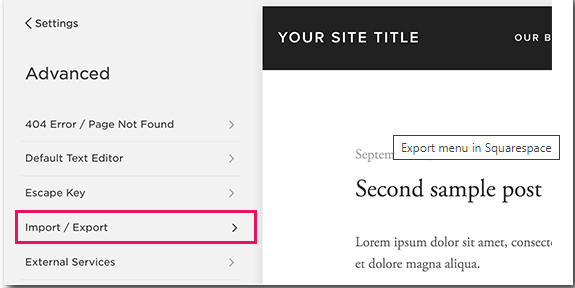 Settings
Advanced
404 Error / Page Not Found
Default Text Editor
Escape Key
Import / Export
External Services
YOUR SITE TITLE
OUR B
Septem
Export menu in Squarespace
Second sample post
Lorem ipsum dolor sit amet, consecte
et dolore magna aliqua.